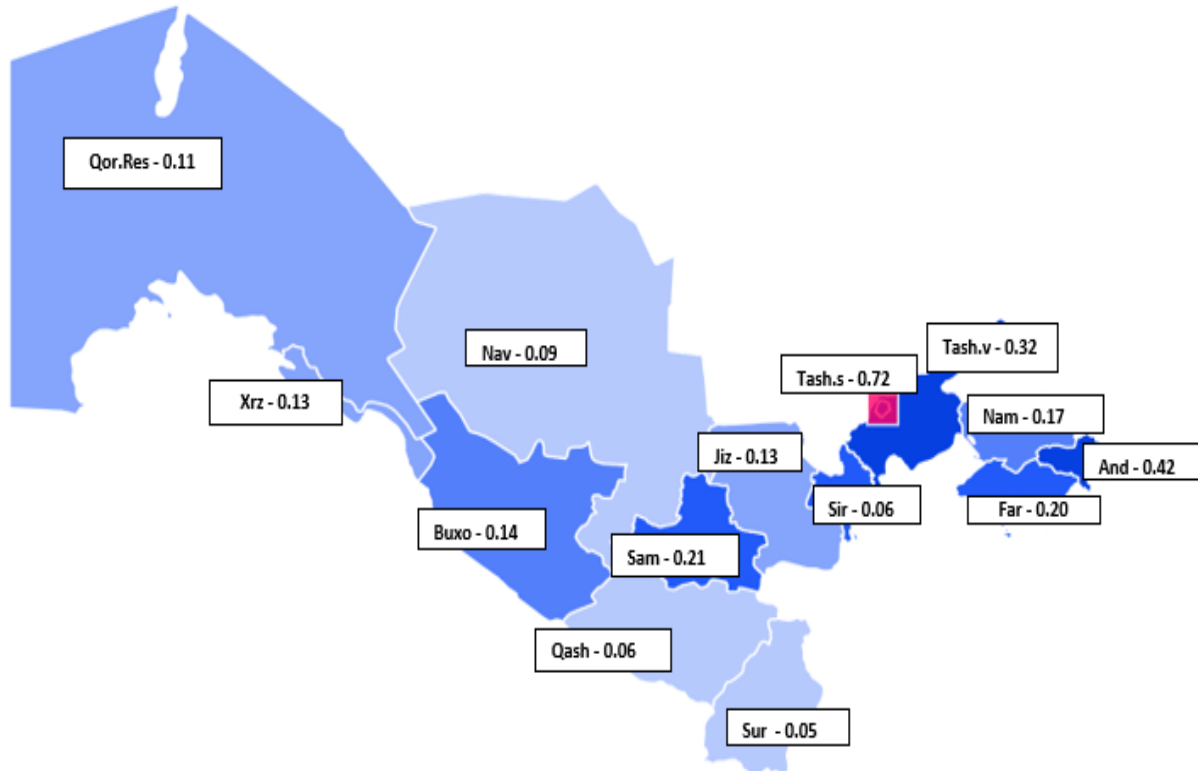 Qor.Res - 0.11
Nav - 0.09
Tash.v - 0.32
Tash.s - 0.72
Xrz - 0.13
Nam - 0.17
Jiz - 0.13
And - 0.42
Sir - 0.06
Far - 0.20
Buxo - 0.14
Sam - 0.21
Qash - 0.06
Sur - 0.05